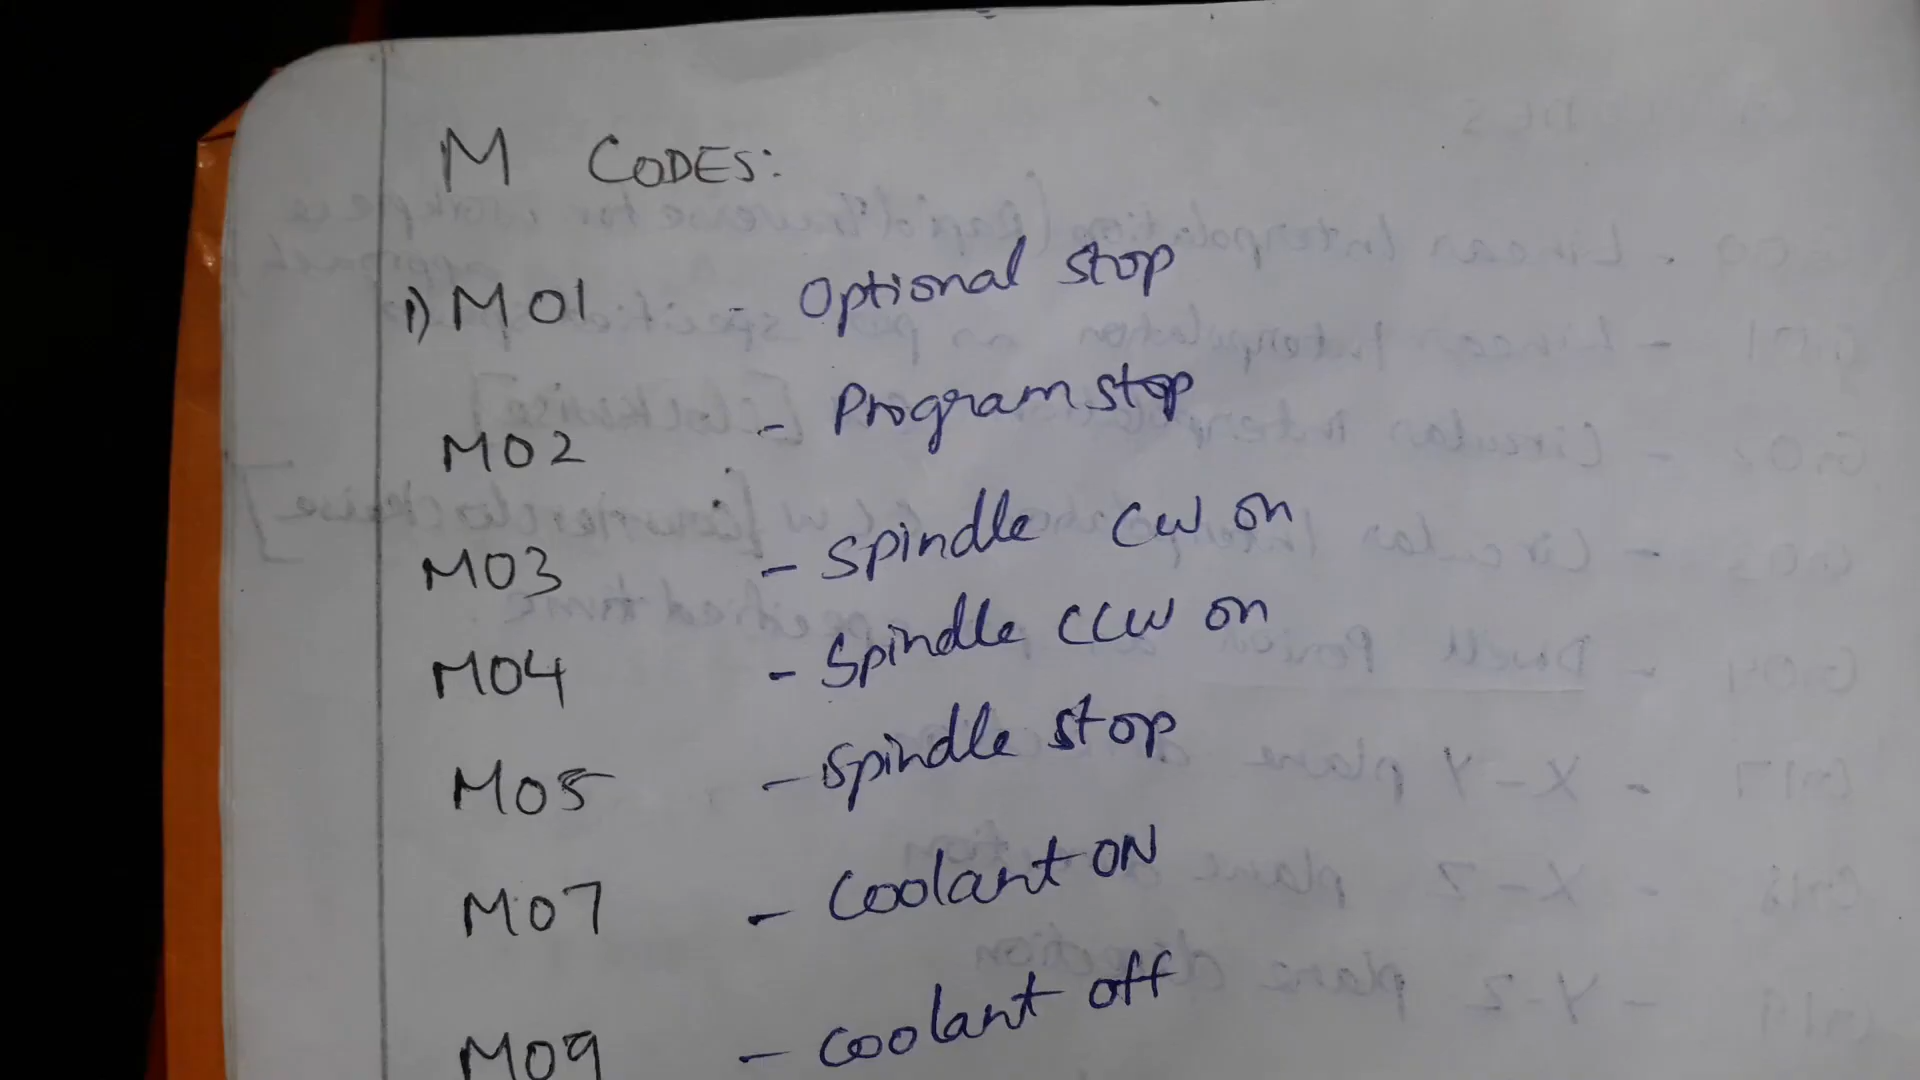 M CODES:
1) M01 - Optional stop
M02 - Program stop
M03 - Spindle CW on
M04 - Spindle CCW on
M05 - Spindle stop
M07 - Coolant ON
M09 - Coolant off